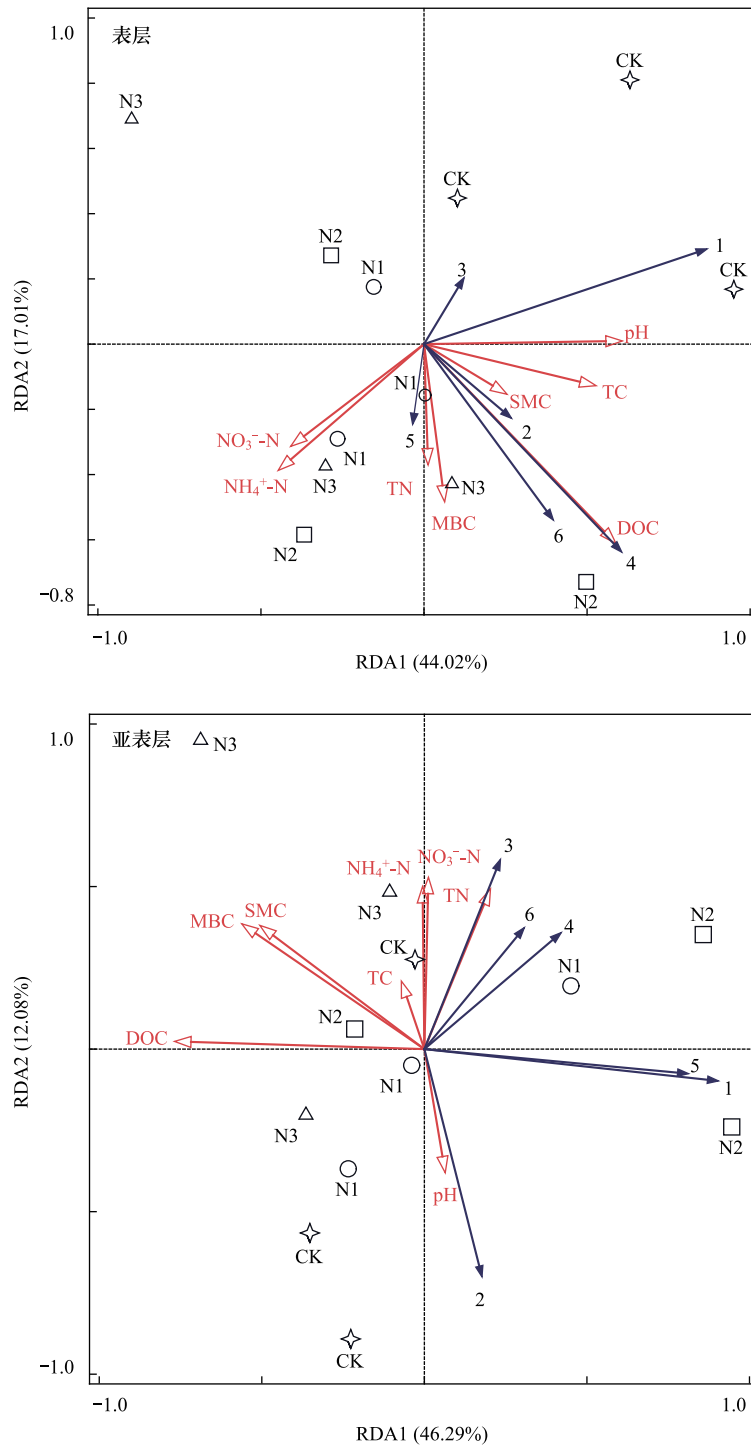 1.0
表层
CK
N3
CK
N2
1
N1
3
CK
pH
TC
N1
SMC
2
5
NO₃⁻-N
N1
NH₄⁺-N
N3
TN
N3
MBC
6
DOC
4
N2
N2
−0.8
−1.0
1.0
RDA1 (44.02%)
RDA2 (17.01%)
1.0
亚表层
N3
3
NH₄⁺-N
NO₃⁻-N
TN
N3
SMC
MBC
6
4
N2
CK
N1
TC
N2
DOC
5
N1
1
N3
N2
N1
pH
CK
2
CK
−1.0
−1.0
1.0
RDA1 (46.29%)
RDA2 (12.08%)